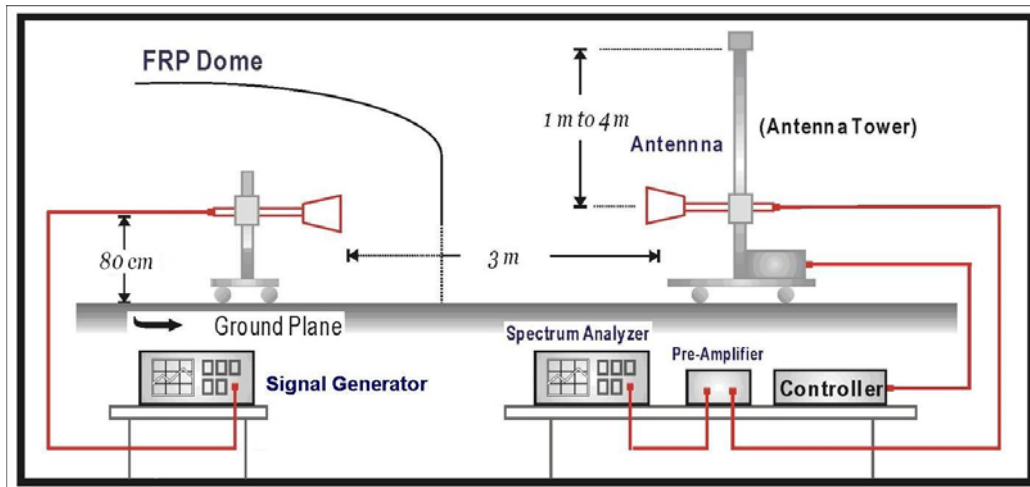 FRP Dome
1 m to 4 m
(Antenna Tower)
Antennna
80 cm
3 m
Ground Plane
Spectrum Analyzer
Pre-Amplifier
Signal Generator
Controller